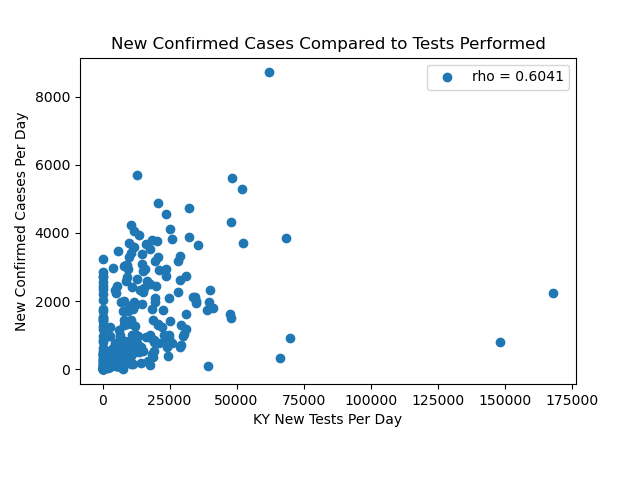 New Confirmed Cases Compared to Tests Performed
rho = 0.6041
8000
6000
4000
2000
0
New Confirmed Caeses Per Day
0 25000 50000 75000 100000 125000 150000 175000
KY New Tests Per Day